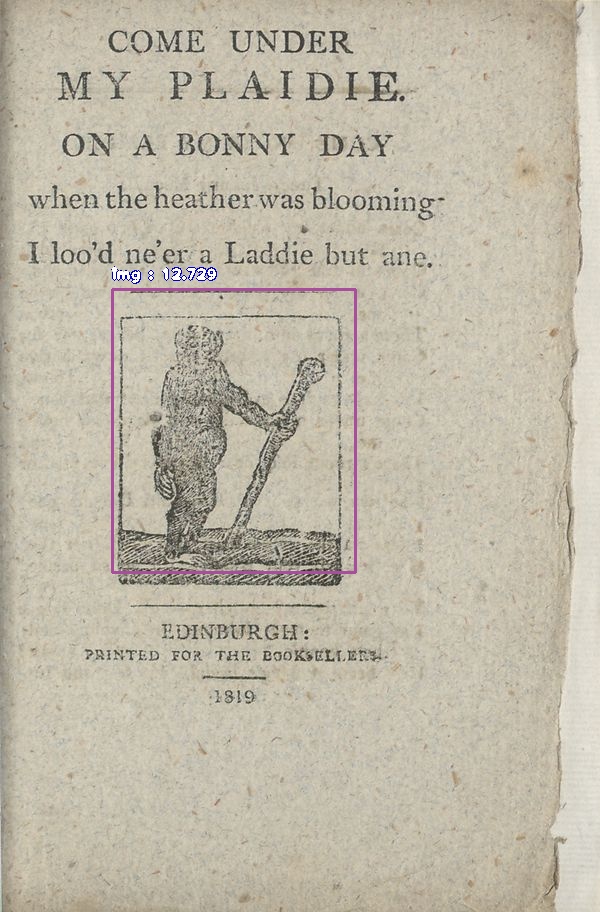 COME UNDER
MY PLAIDIE.
ON A BONNY DAY
when the heather was blooming
I loo'd ne'er a Laddie but ane.
img : 12.729
EDINBURGH:
PRINTED FOR THE BOOKSELLERS.
1819